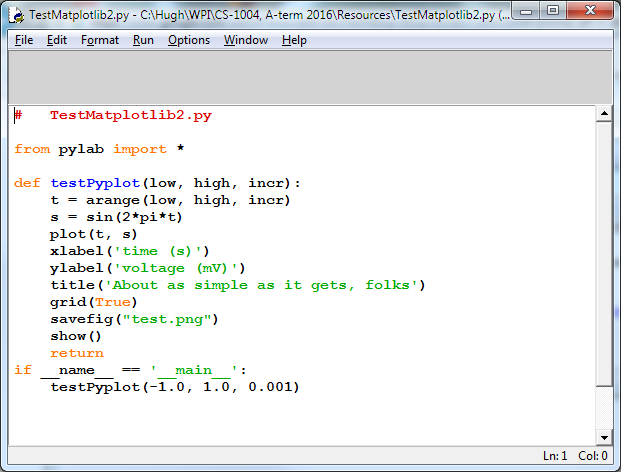 TestMatplotlib2.py - C:\Hugh\WPI\CS-1004, A-term 2016\Resources\TestMatplotlib2.py (...
File Edit Format Run Options Window Help
#   TestMatplotlib2.py
from pylab import *
def testPyplot(low, high, incr):
    t = arange(low, high, incr)
    s = sin(2*pi*t)
    plot(t, s)
    xlabel('time (s)')
    ylabel('voltage (mV)')
    title('About as simple as it gets, folks')
    grid(True)
    savefig("test.png")
    show()
    return
if __name__ == '__main__':
    testPyplot(-1.0, 1.0, 0.001)
Ln: 1 Col: 0